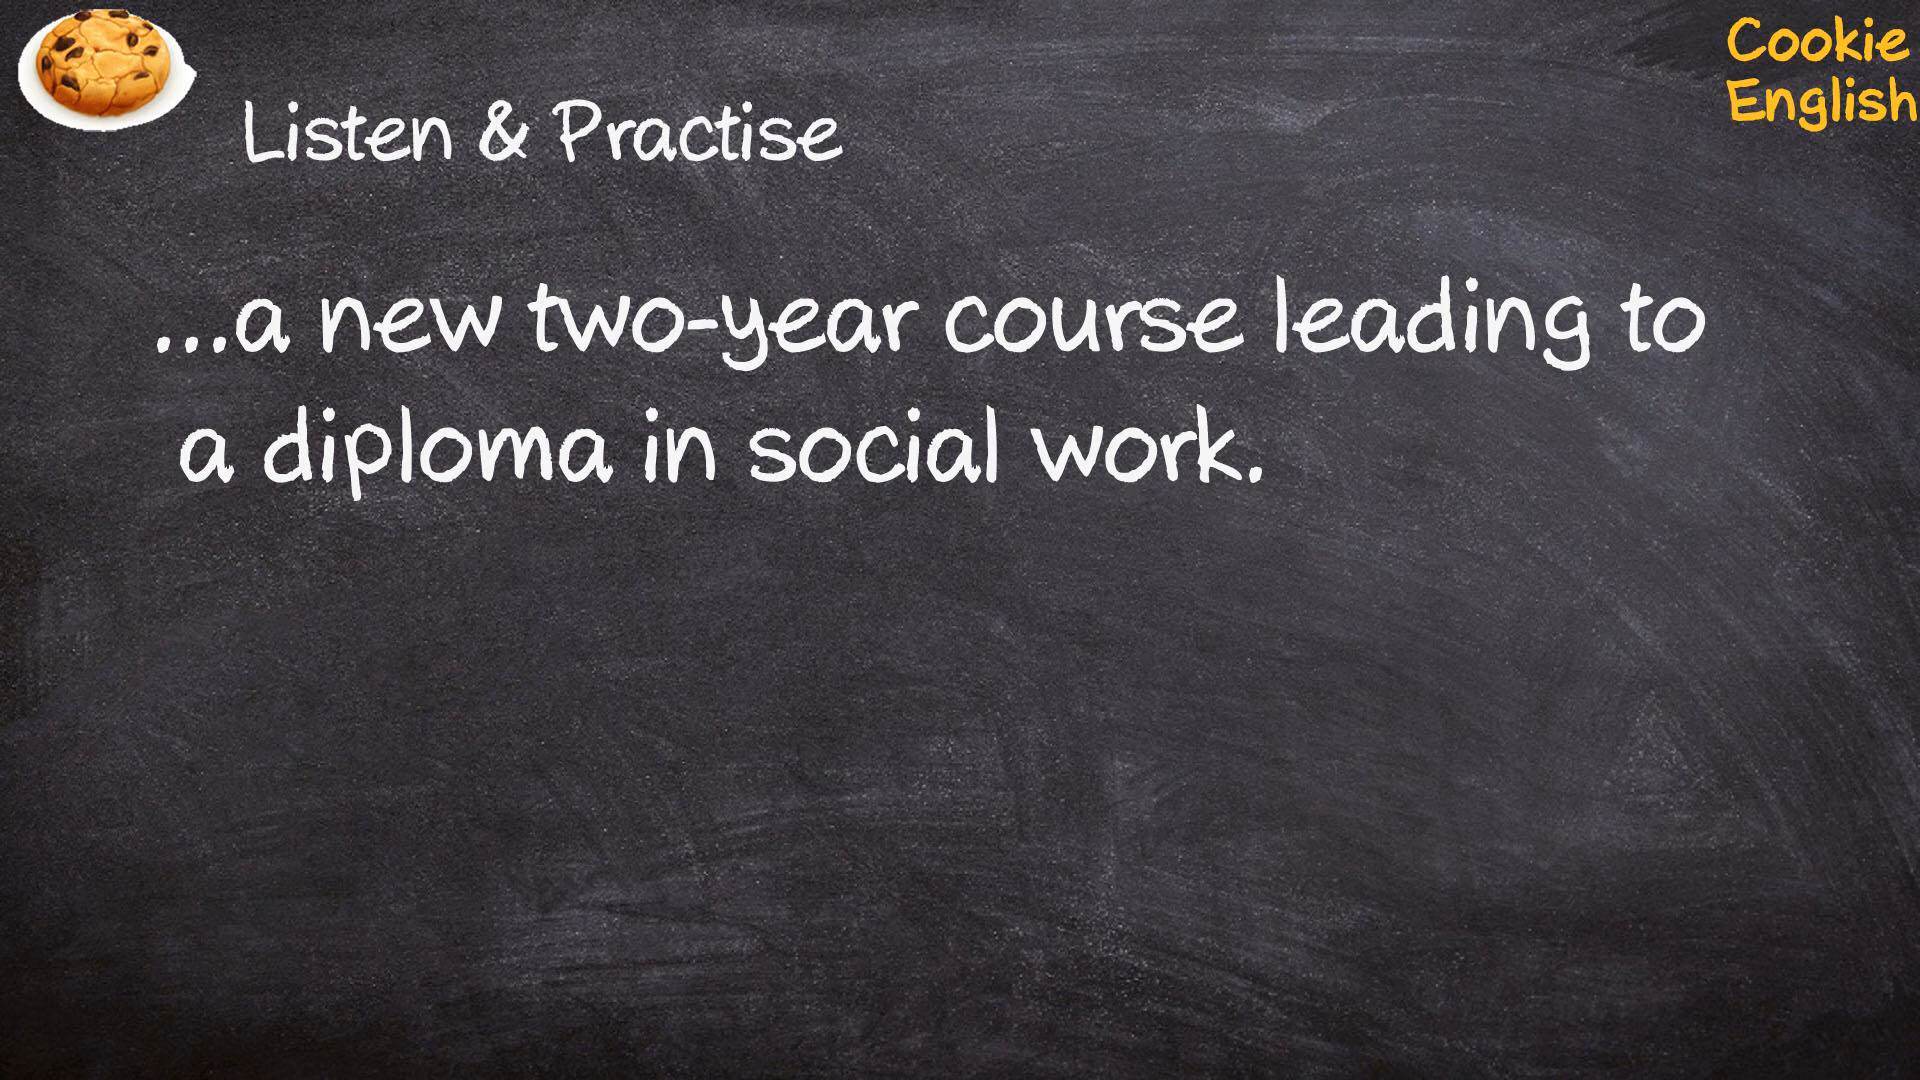 Cookie
English
Listen & Practise
...a new two-year course leading to
a diploma in social work.